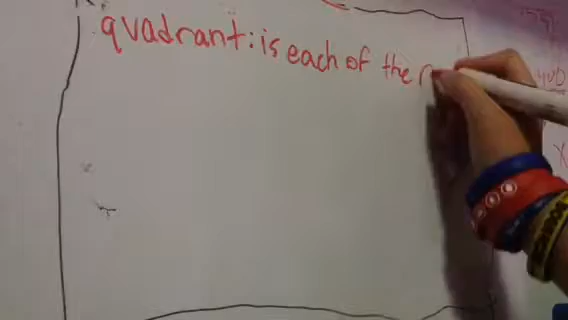 quadrant: is each of the